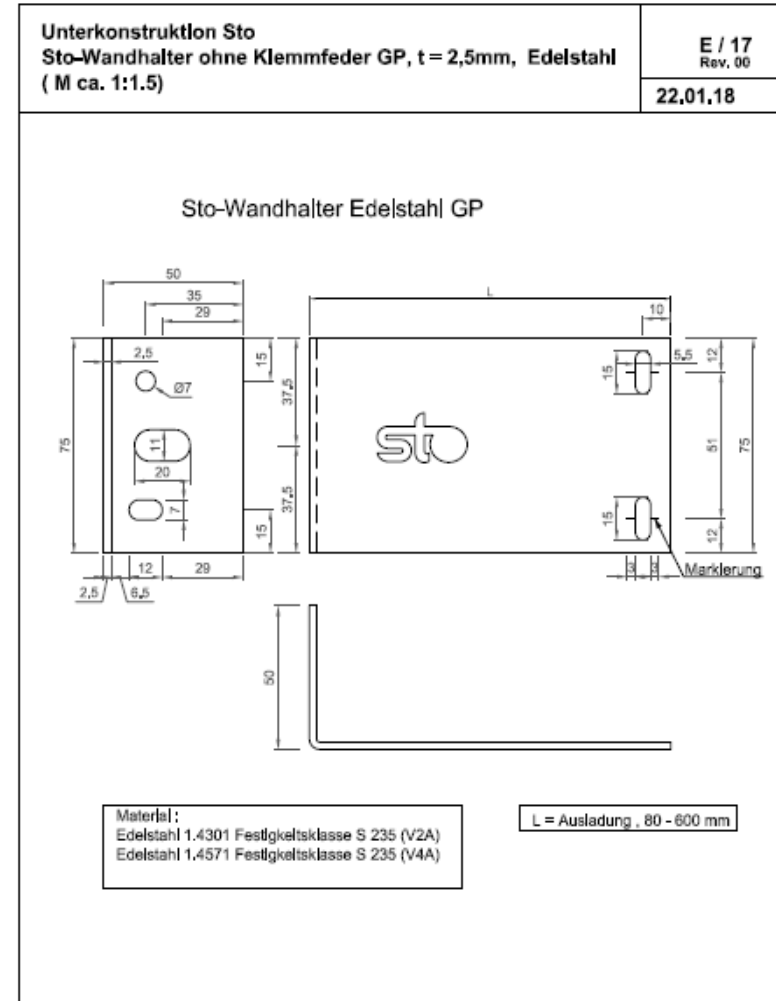 Unterkonstruktion Sto
Sto-Wandhalter ohne Klemmfeder GP, t = 2,5mm, Edelstahl
( M ca. 1:1.5)
E / 17
Rev. 00
22.01.18
Sto-Wandhalter Edelstahl GP
50
35
29
2,5
15
Ø7
37,5
75
11
20
7
37,5
15
12
29
2,5
6,5
L
10
5,5
12
15
sto
51
75
15
12
3
3
Markierung
50
Material :
Edelstahl 1.4301 Festigkeitsklasse S 235 (V2A)
Edelstahl 1.4571 Festigkeitsklasse S 235 (V4A)
L = Ausladung , 80 - 600 mm